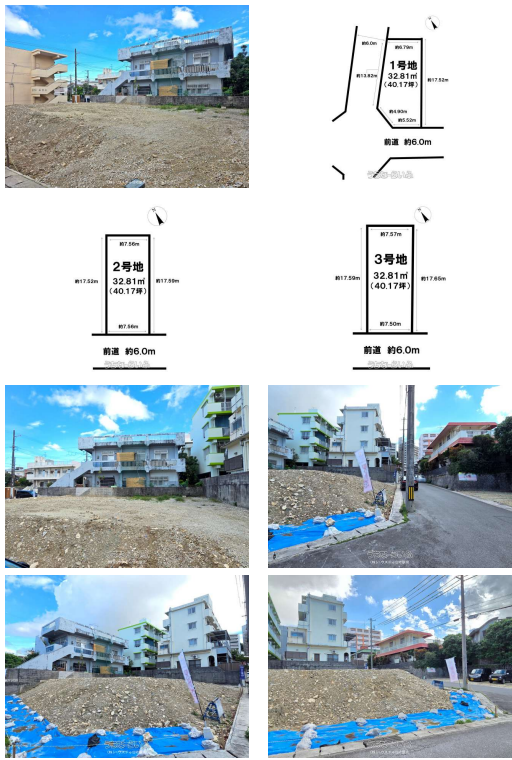 約6.0m
約6.79m
1号地
32.81㎡
(40.17坪)
約13.82m
約17.52m
約4.90m
約5.52m
前道 約6.0m
約7.56m
2号地
32.81㎡
(40.17坪)
約17.52m
約17.59m
約7.56m
前道 約6.0m
約7.57m
3号地
32.81㎡
(40.17坪)
約17.59m
約17.65m
約7.50m
前道 約6.0m